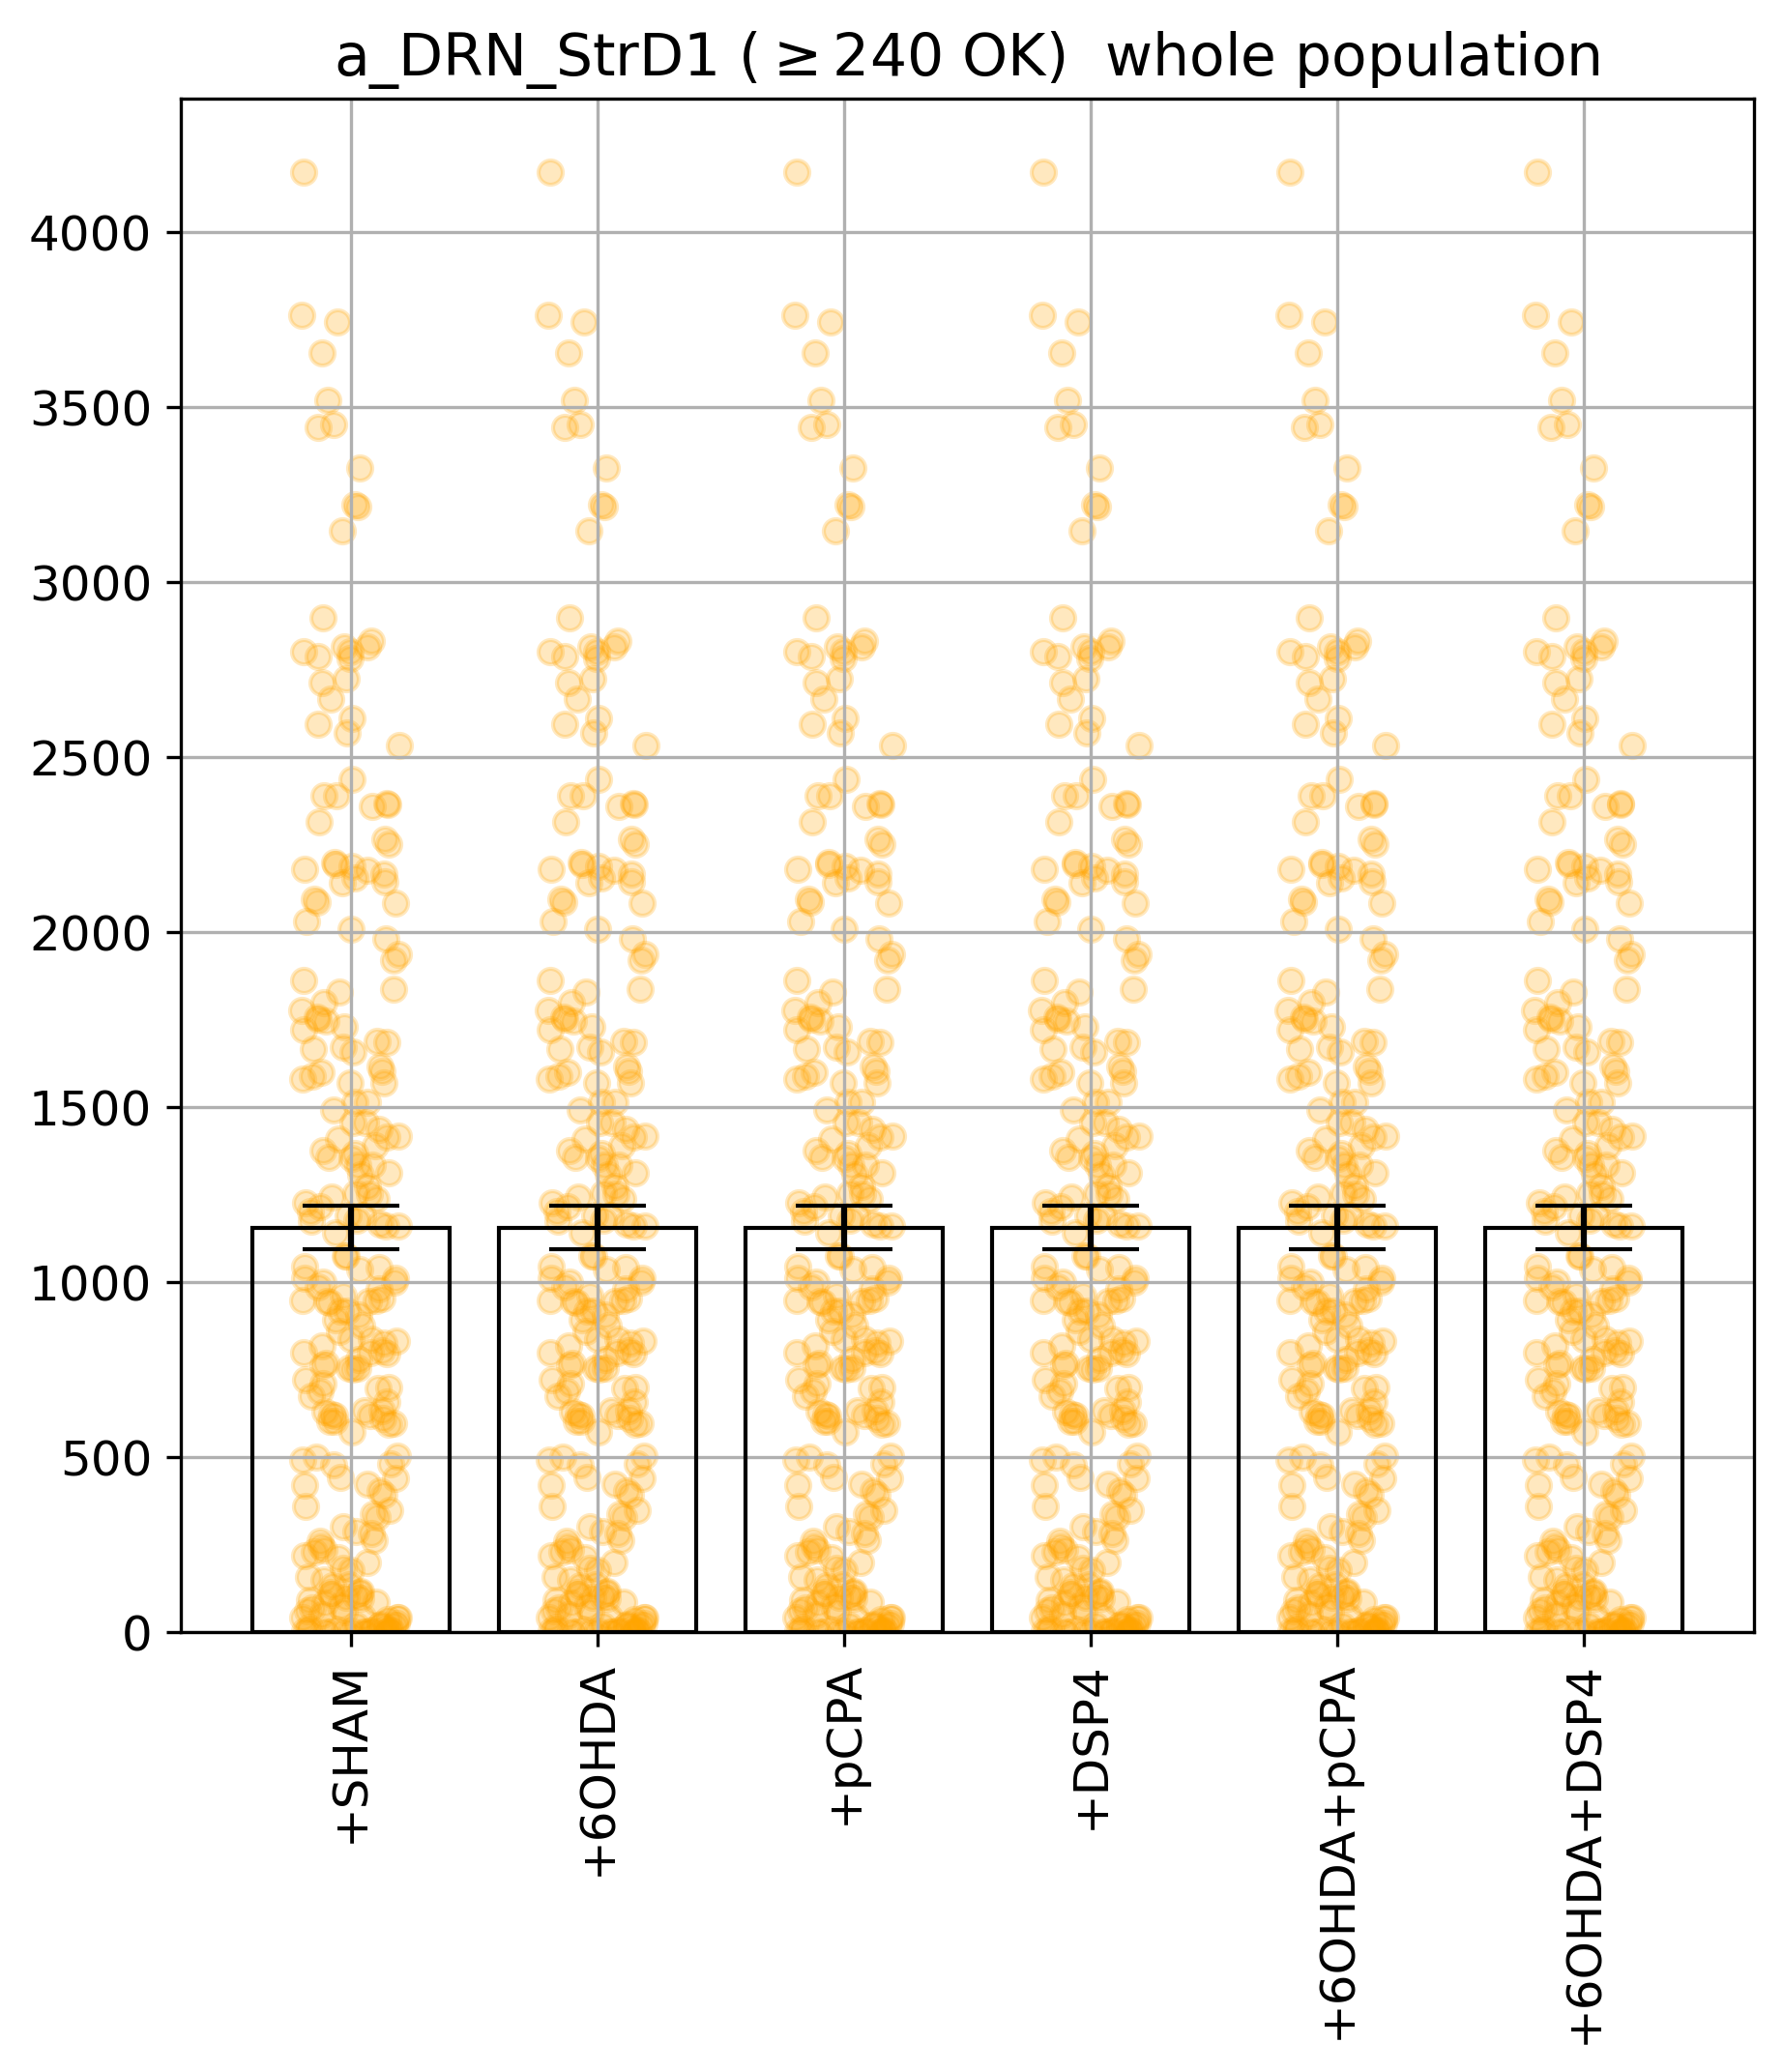 a_DRN_StrD1 (≥240 OK) whole population
4000
3500
3000
2500
2000
1500
1000
500
0
+SHAM
+6OHDA
+pCPA
+DSP4
+6OHDA+pCPA
+6OHDA+DSP4